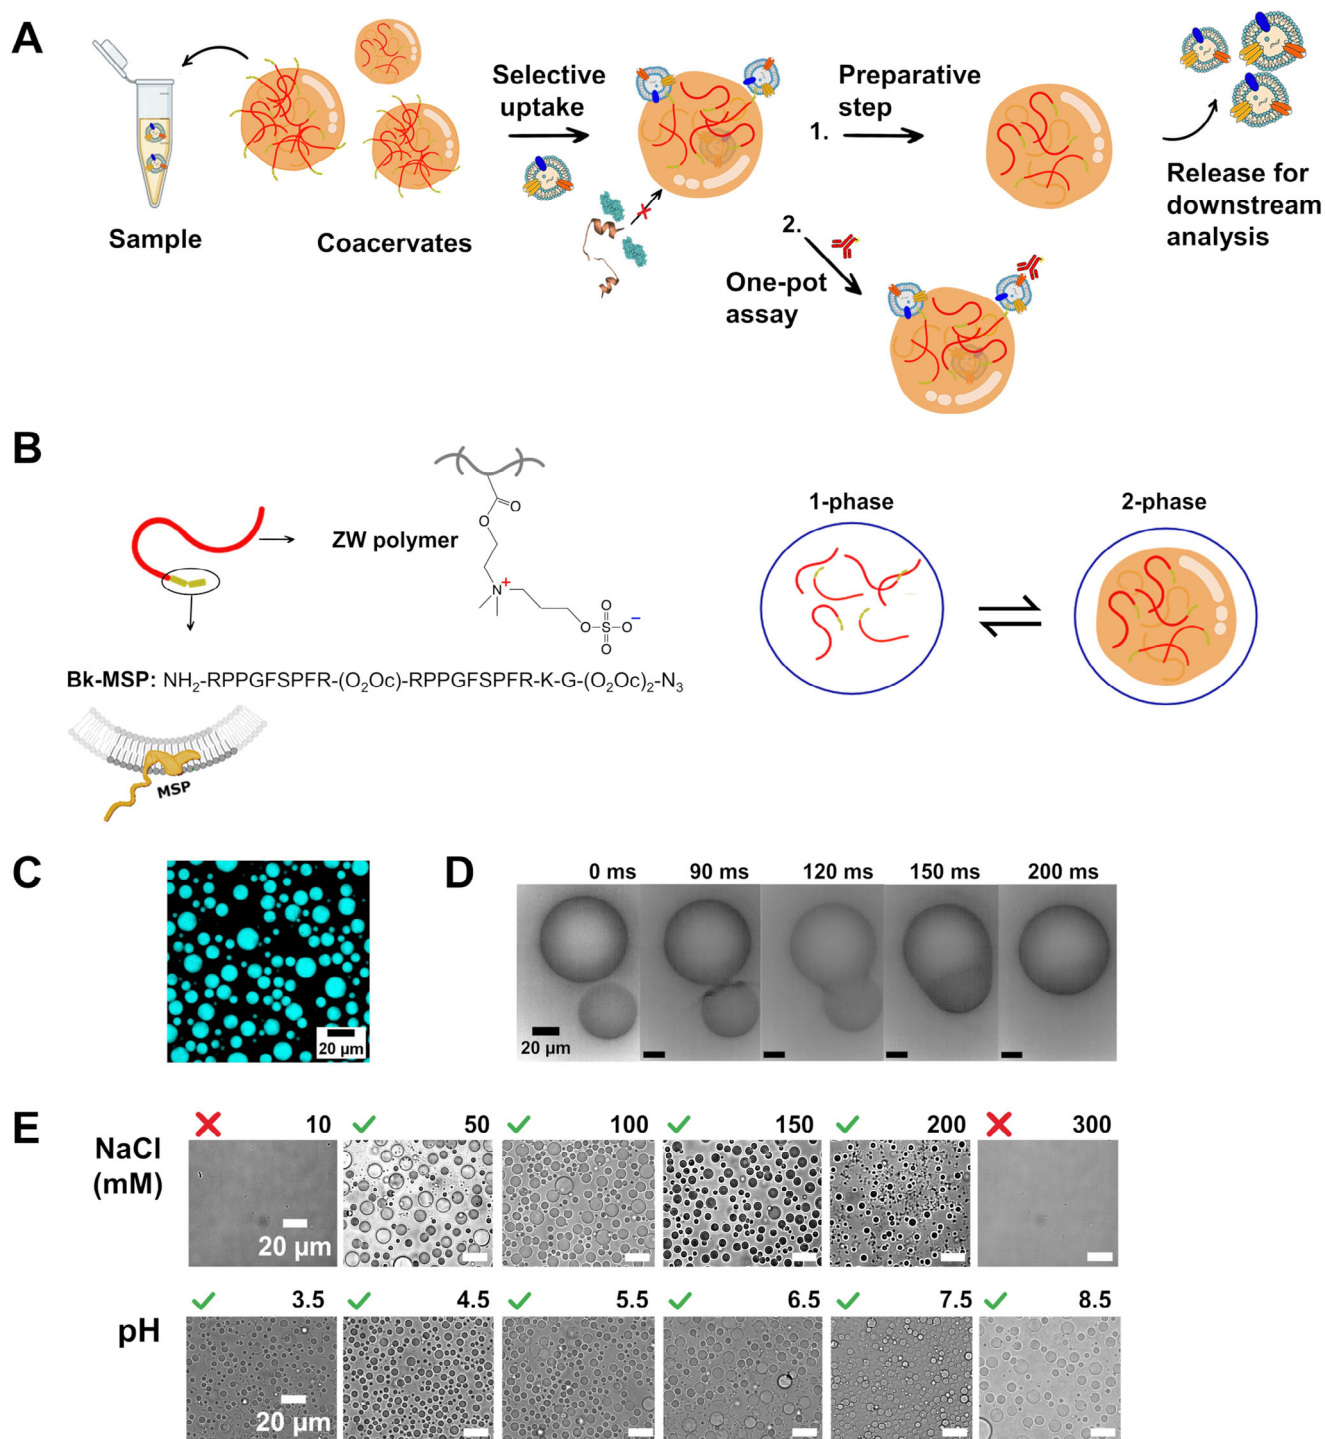 A
Sample
Coacervates
Selective
uptake
1.
Preparative
step
2.
One-pot
assay
Release for
downstream
analysis
B
ZW polymer
O
O
N
+
O
S
O
O
O
−
Bk-MSP: NH2-RPPGFSPFR-(O2Oc)-RPPGFSPFR-K-G-(O2Oc)2-N3
MSP
1-phase
2-phase
C
20 µm
D
0 ms
90 ms
120 ms
150 ms
200 ms
20 µm
E
NaCl
(mM)
10
50
100
150
200
300
20 µm
pH
3.5
4.5
5.5
6.5
7.5
8.5
20 µm